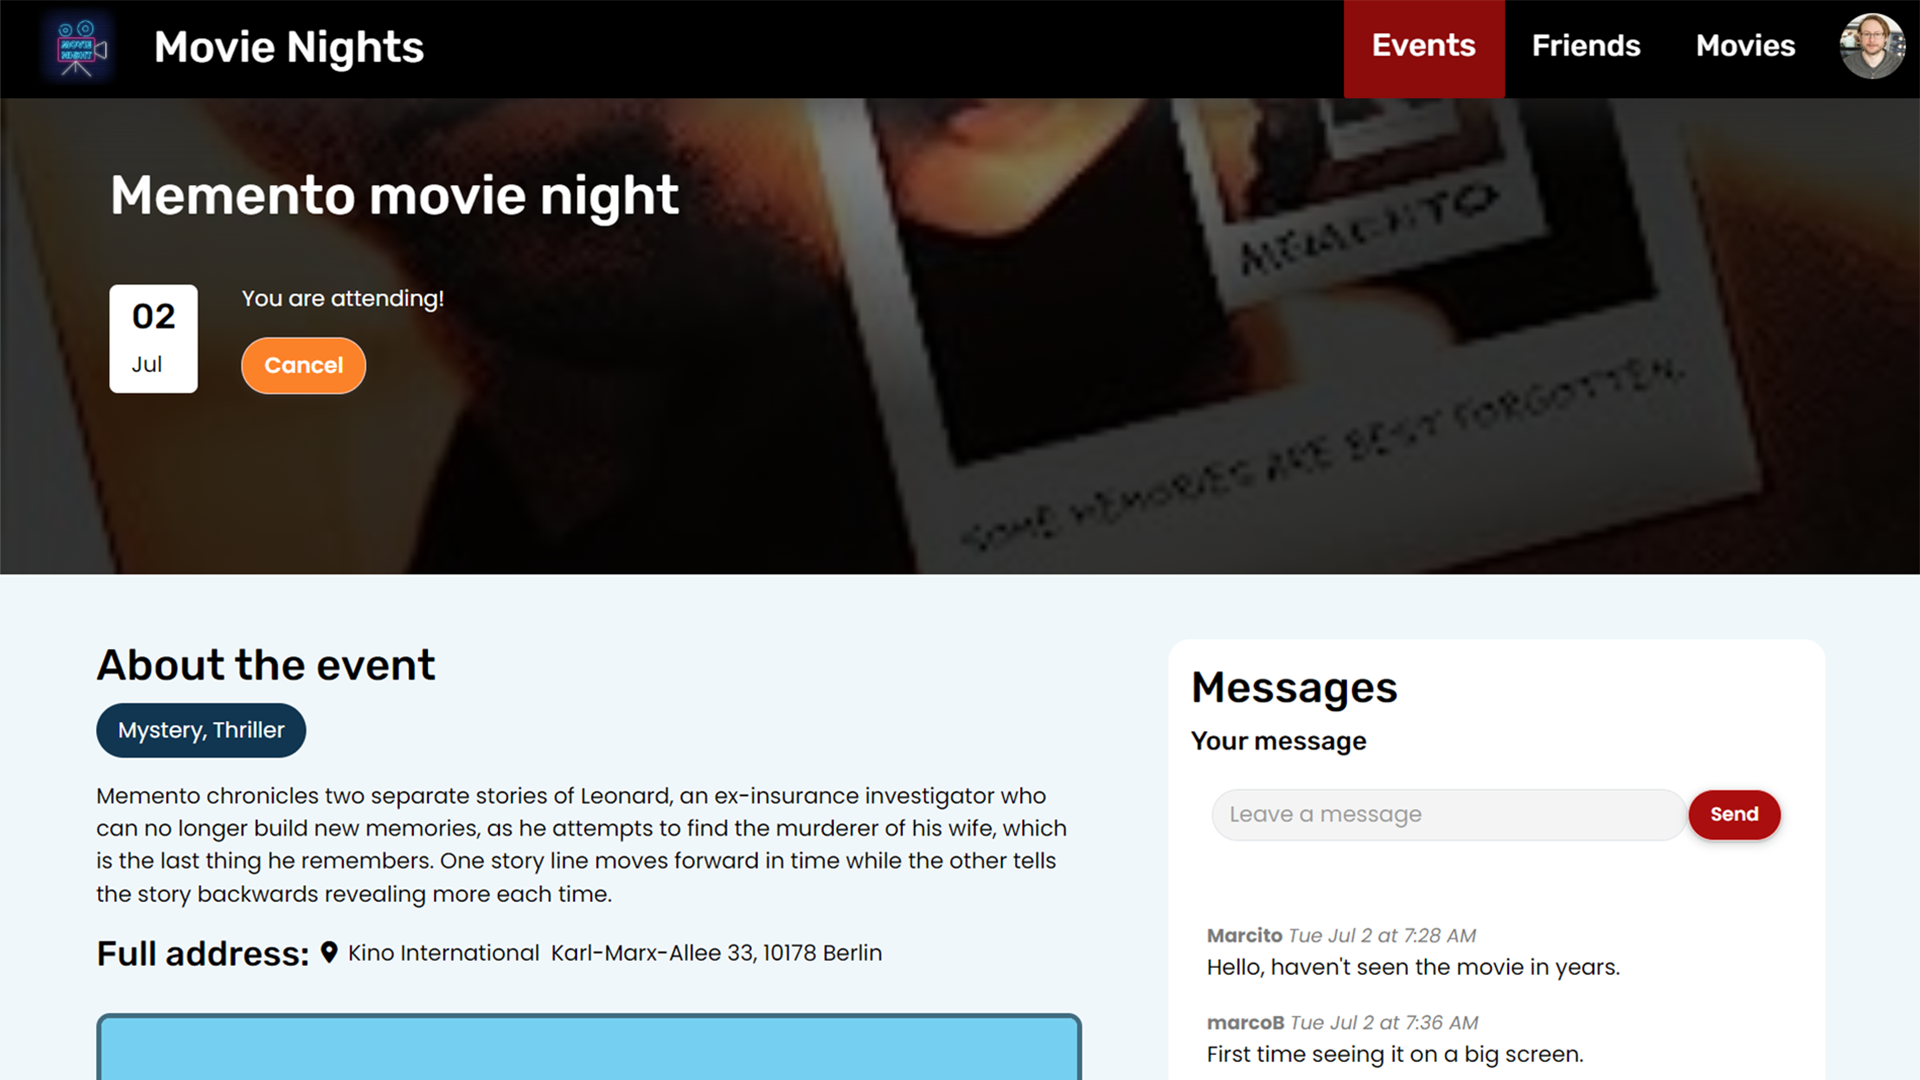 MOVIE
NIGHT
Movie Nights
Events
Friends
Movies
Memento movie night
MEMENTO
SOME MEMORIES ARE BEST FORGOTTEN.
02
Jul
You are attending!
Cancel
About the event
Mystery, Thriller
Memento chronicles two separate stories of Leonard, an ex-insurance investigator who
can no longer build new memories, as he attempts to find the murderer of his wife, which
is the last thing he remembers. One story line moves forward in time while the other tells
the story backwards revealing more each time.
Full address: Kino International Karl-Marx-Allee 33, 10178 Berlin
Messages
Your message
Leave a message
Send
Marcito Tue Jul 2 at 7:28 AM
Hello, haven't seen the movie in years.
marcoB Tue Jul 2 at 7:36 AM
First time seeing it on a big screen.